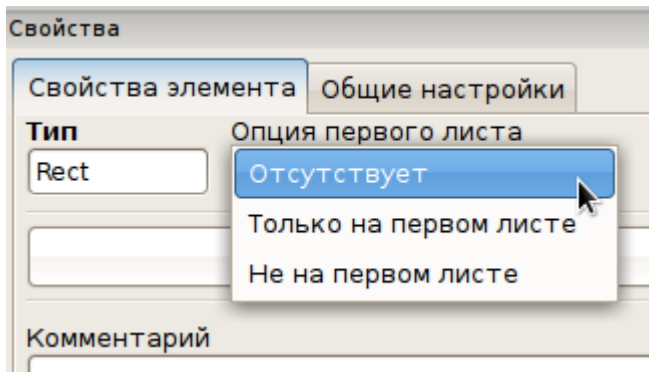 Свойства
Свойства элемента
Общие настройки
Тип
Опция первого листа
Rect
Отсутствует
Только на первом листе
Не на первом листе
Комментарий